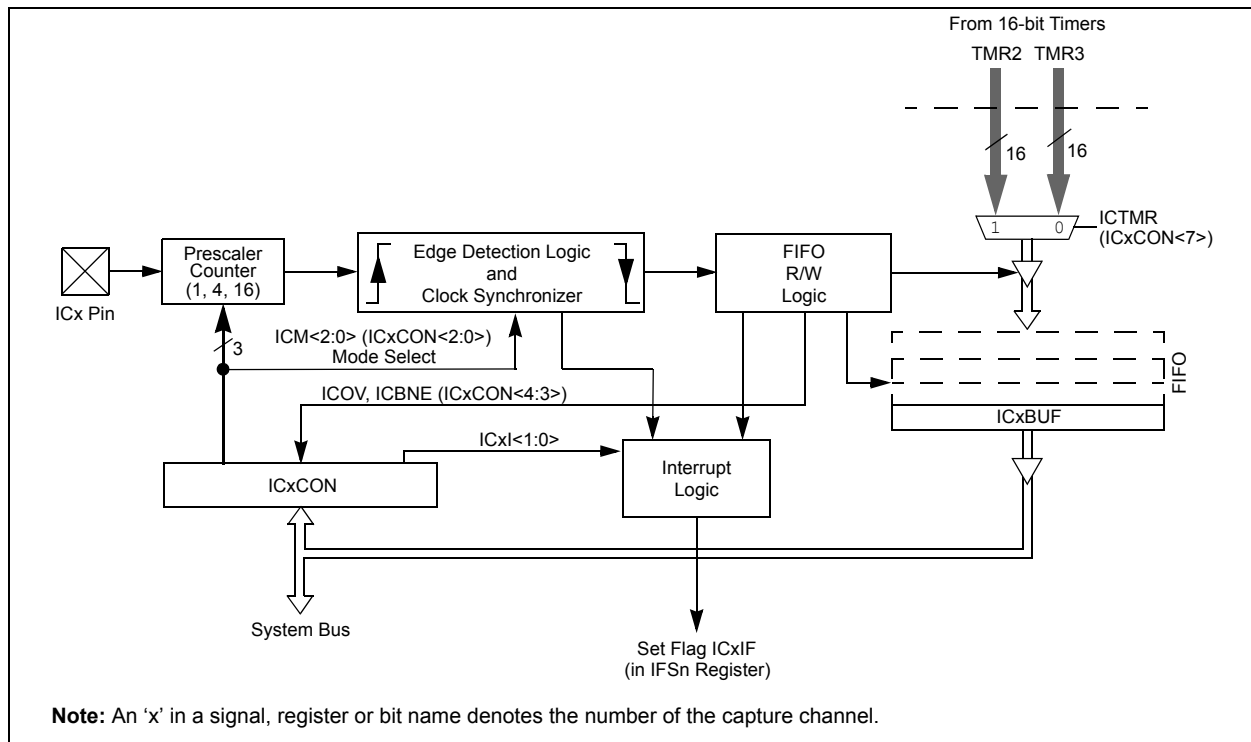 From 16-bit Timers
TMR2 TMR3
16 16
1 0
ICTMR
(ICxCON<7>)
Prescaler
Counter
(1, 4, 16)
Edge Detection Logic
and
Clock Synchronizer
FIFO
R/W
Logic
ICx Pin
3
ICM<2:0> (ICxCON<2:0>)
Mode Select
FIFO
ICOV, ICBNE (ICxCON<4:3>)
ICxBUF
ICxI<1:0>
ICxCON
Interrupt
Logic
System Bus
Set Flag ICxIF
(in IFSn Register)
Note: An ‘x’ in a signal, register or bit name denotes the number of the capture channel.